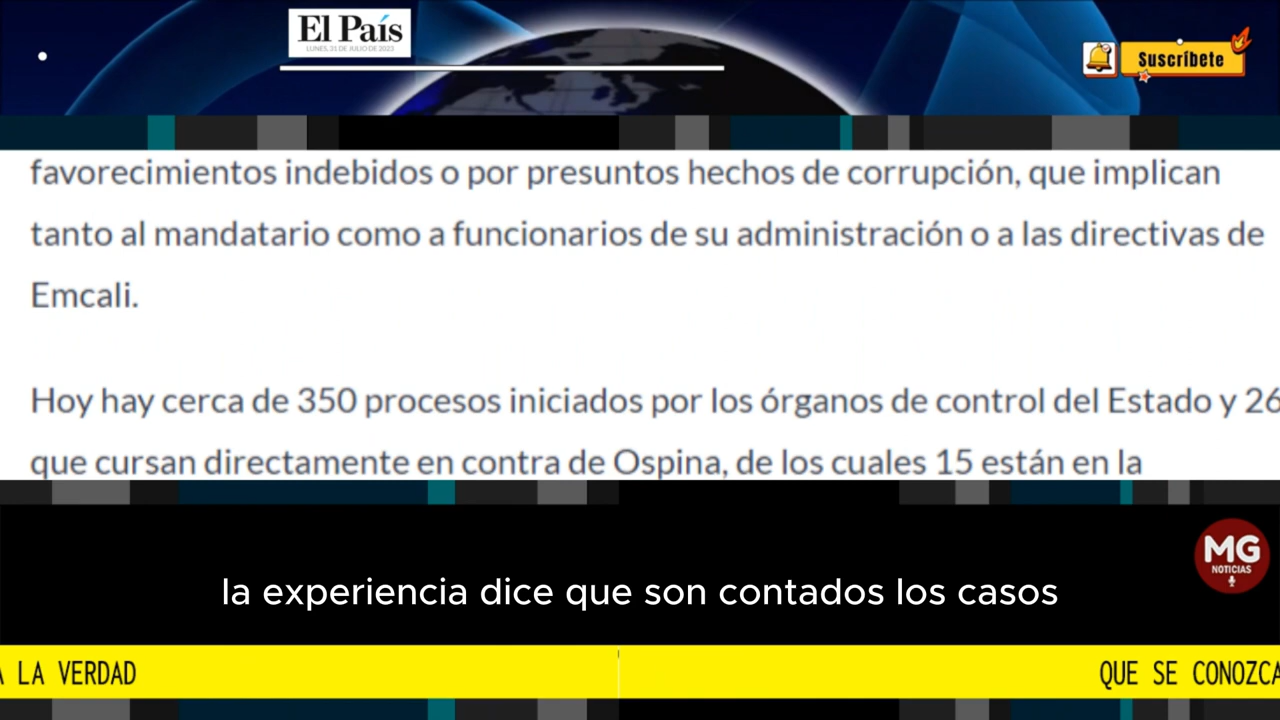 El País
LUNES, 31 DE JULIO DE 2023
Suscríbete
favorecimientos indebidos o por presuntos hechos de corrupción, que implican
tanto al mandatario como a funcionarios de su administración o a las directivas de
Emcali.
Hoy hay cerca de 350 procesos iniciados por los órganos de control del Estado y 26
que cursan directamente en contra de Ospina, de los cuales 15 están en la
MG
NOTICIAS
la experiencia dice que son contados los casos
A LA VERDAD
QUE SE CONOZCA